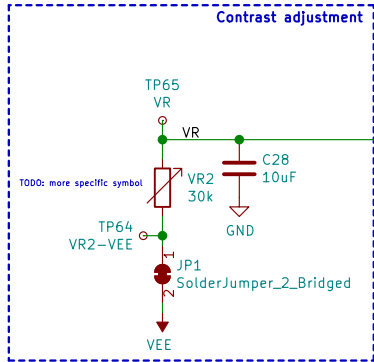 Contrast adjustment
TP65
VR
VR
C28
10uF
TODO: more specific symbol
VR2
30k
GND
TP64
VR2-VEE
1
JP1
SolderJumper_2_Bridged
2
VEE